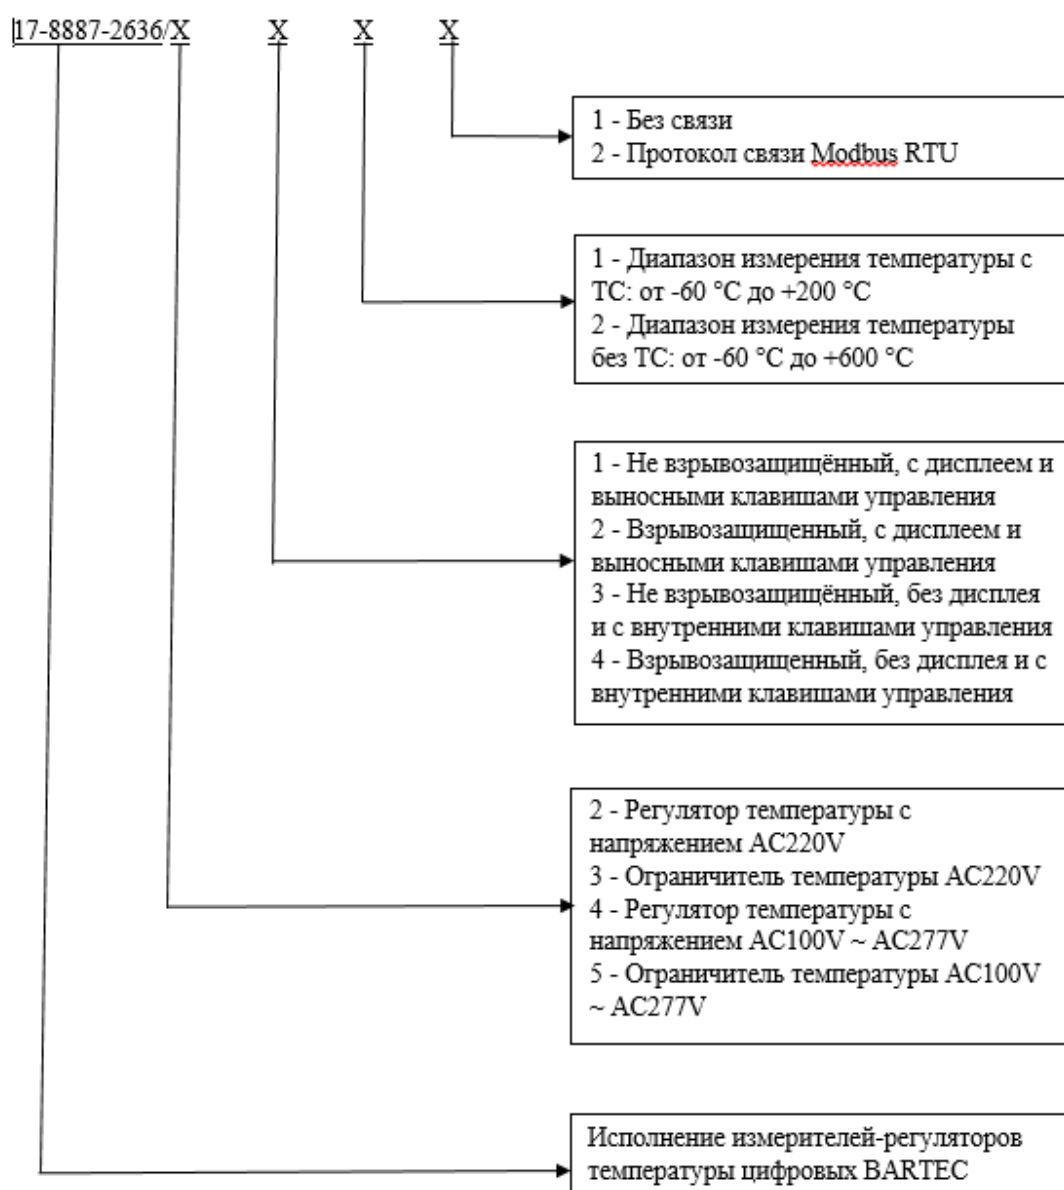 17-8887-2636/X X X X
1 - Без связи
2 - Протокол связи Modbus RTU
1 - Диапазон измерения температуры с
ТС: от -60 °C до +200 °C
2 - Диапазон измерения температуры
без ТС: от -60 °C до +600 °C
1 - Не взрывозащищённый, с дисплеем и
выносными клавишами управления
2 - Взрывозащищенный, с дисплеем и
выносными клавишами управления
3 - Не взрывозащищённый, без дисплея
и с внутренними клавишами управления
4 - Взрывозащищенный, без дисплея и с
внутренними клавишами управления
2 - Регулятор температуры с
напряжением AC220V
3 - Ограничитель температуры AC220V
4 - Регулятор температуры с
напряжением AC100V ~ AC277V
5 - Ограничитель температуры AC100V
~ AC277V
Исполнение измерителей-регуляторов
температуры цифровых BARTEC